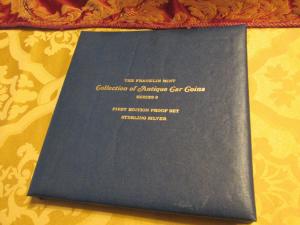 THE FRANKLIN MINT
Collection of Antique Car Coins
SERIES 2
FIRST EDITION PROOF SET
STERLING SILVER